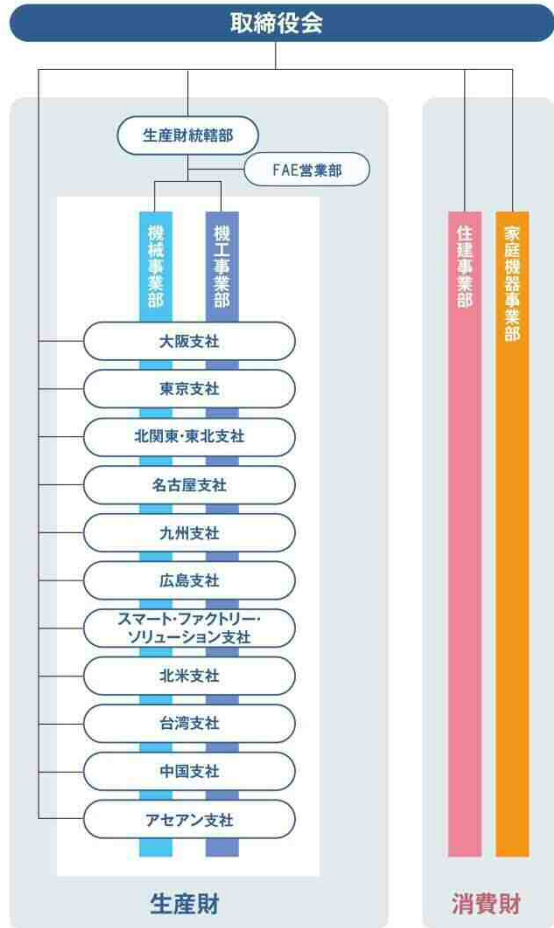 取締役会
生産財統轄部
FAE営業部
機械事業部
機工事業部
住建事業部
家庭機器事業部
大阪支社
東京支社
北関東・東北支社
名古屋支社
九州支社
広島支社
スマート・ファクトリー・
ソリューション支社
北米支社
台湾支社
中国支社
アセアン支社
生産財
消費財